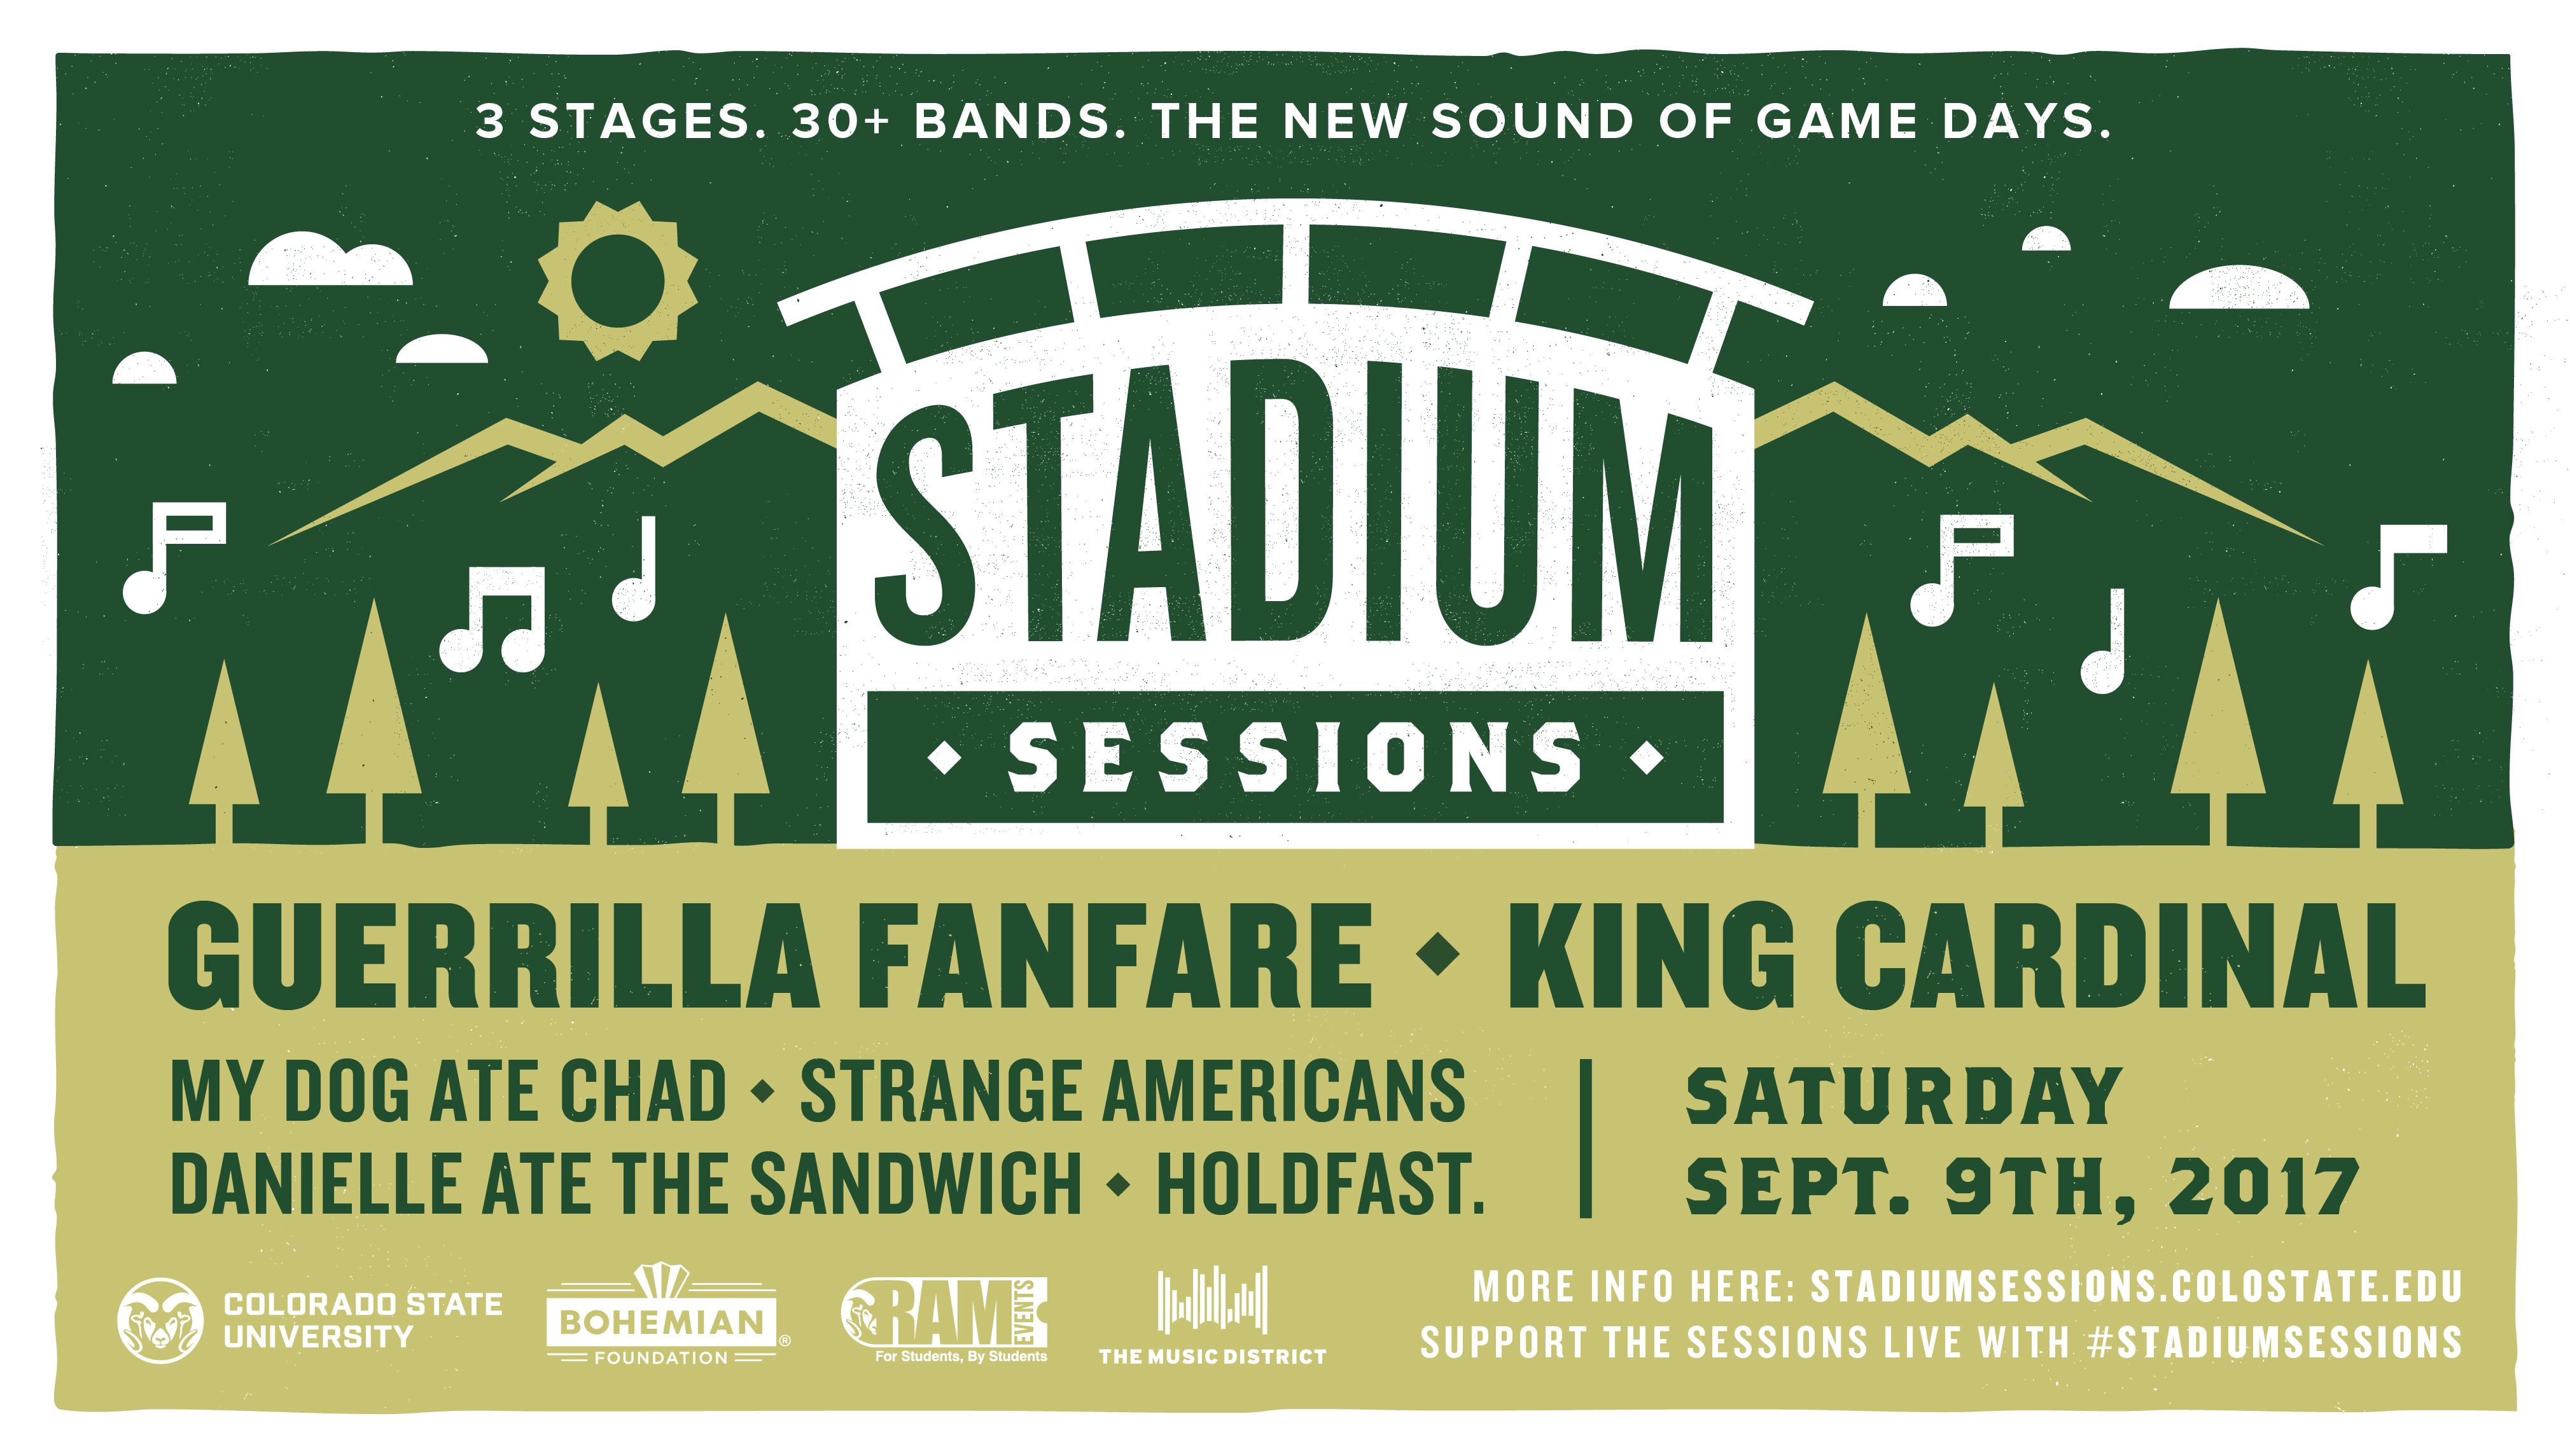 3 STAGES. 30+ BANDS. THE NEW SOUND OF GAME DAYS.
STADIUM
SESSIONS
GUERRILLA FANFARE ◆ KING CARDINAL
MY DOG ATE CHAD ◆ STRANGE AMERICANS
DANIELLE ATE THE SANDWICH ◆ HOLDFAST.
SATURDAY
SEPT. 9TH, 2017
COLORADO STATE
UNIVERSITY
BOHEMIAN®
FOUNDATION
RAM EVENTS
For Students, By Students
THE MUSIC DISTRICT
MORE INFO HERE: STADIUMSESSIONS.COLOSTATE.EDU
SUPPORT THE SESSIONS LIVE WITH #STADIUMSESSIONS